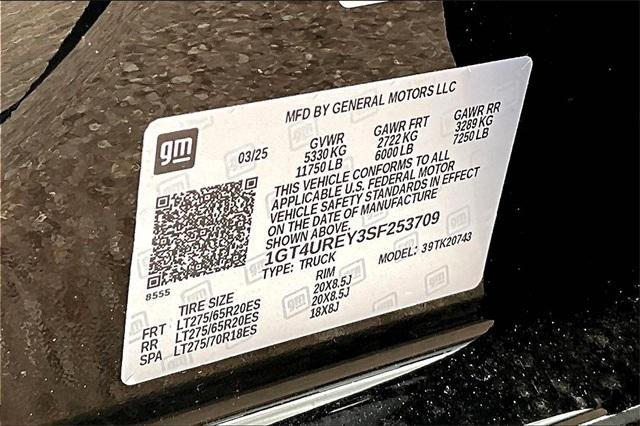 MFD BY GENERAL MOTORS LLC
gm
03/25
GVWR GAWR FRT GAWR RR
5330 KG 2722 KG 3289 KG
11750 LB 6000 LB 7250 LB
THIS VEHICLE CONFORMS TO ALL
APPLICABLE U.S. FEDERAL MOTOR
VEHICLE SAFETY STANDARDS IN EFFECT
ON THE DATE OF MANUFACTURE
SHOWN ABOVE.
1GT4UREY3SF253709
TYPE: TRUCK MODEL: 39TK20743
8555
TIRE SIZE RIM
FRT LT275/65R20ES 20X8.5J
RR LT275/65R20ES 20X8.5J
SPA LT275/70R18ES 18X8J